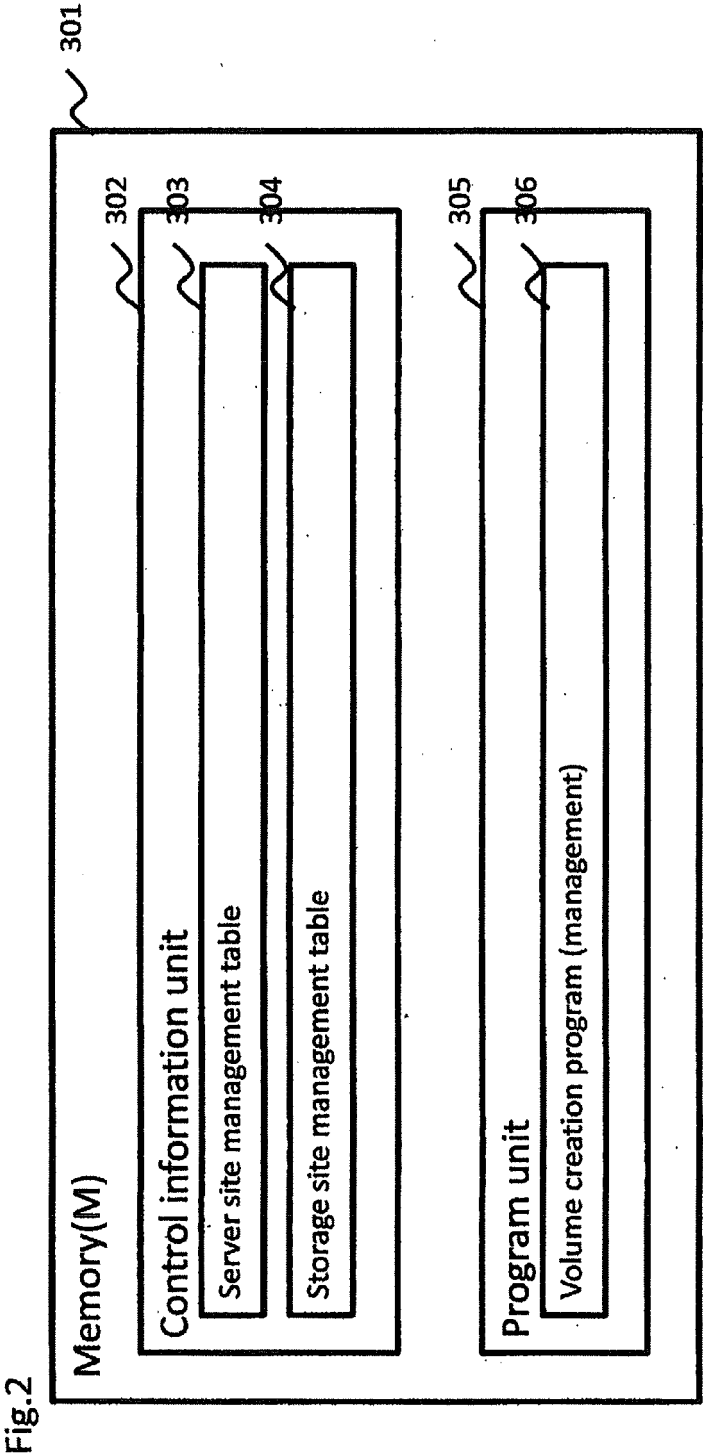 Fig.2
301
Memory(M)
302
Control information unit
303
Server site management table
304
Storage site management table
305
Program unit
306
Volume creation program (management)